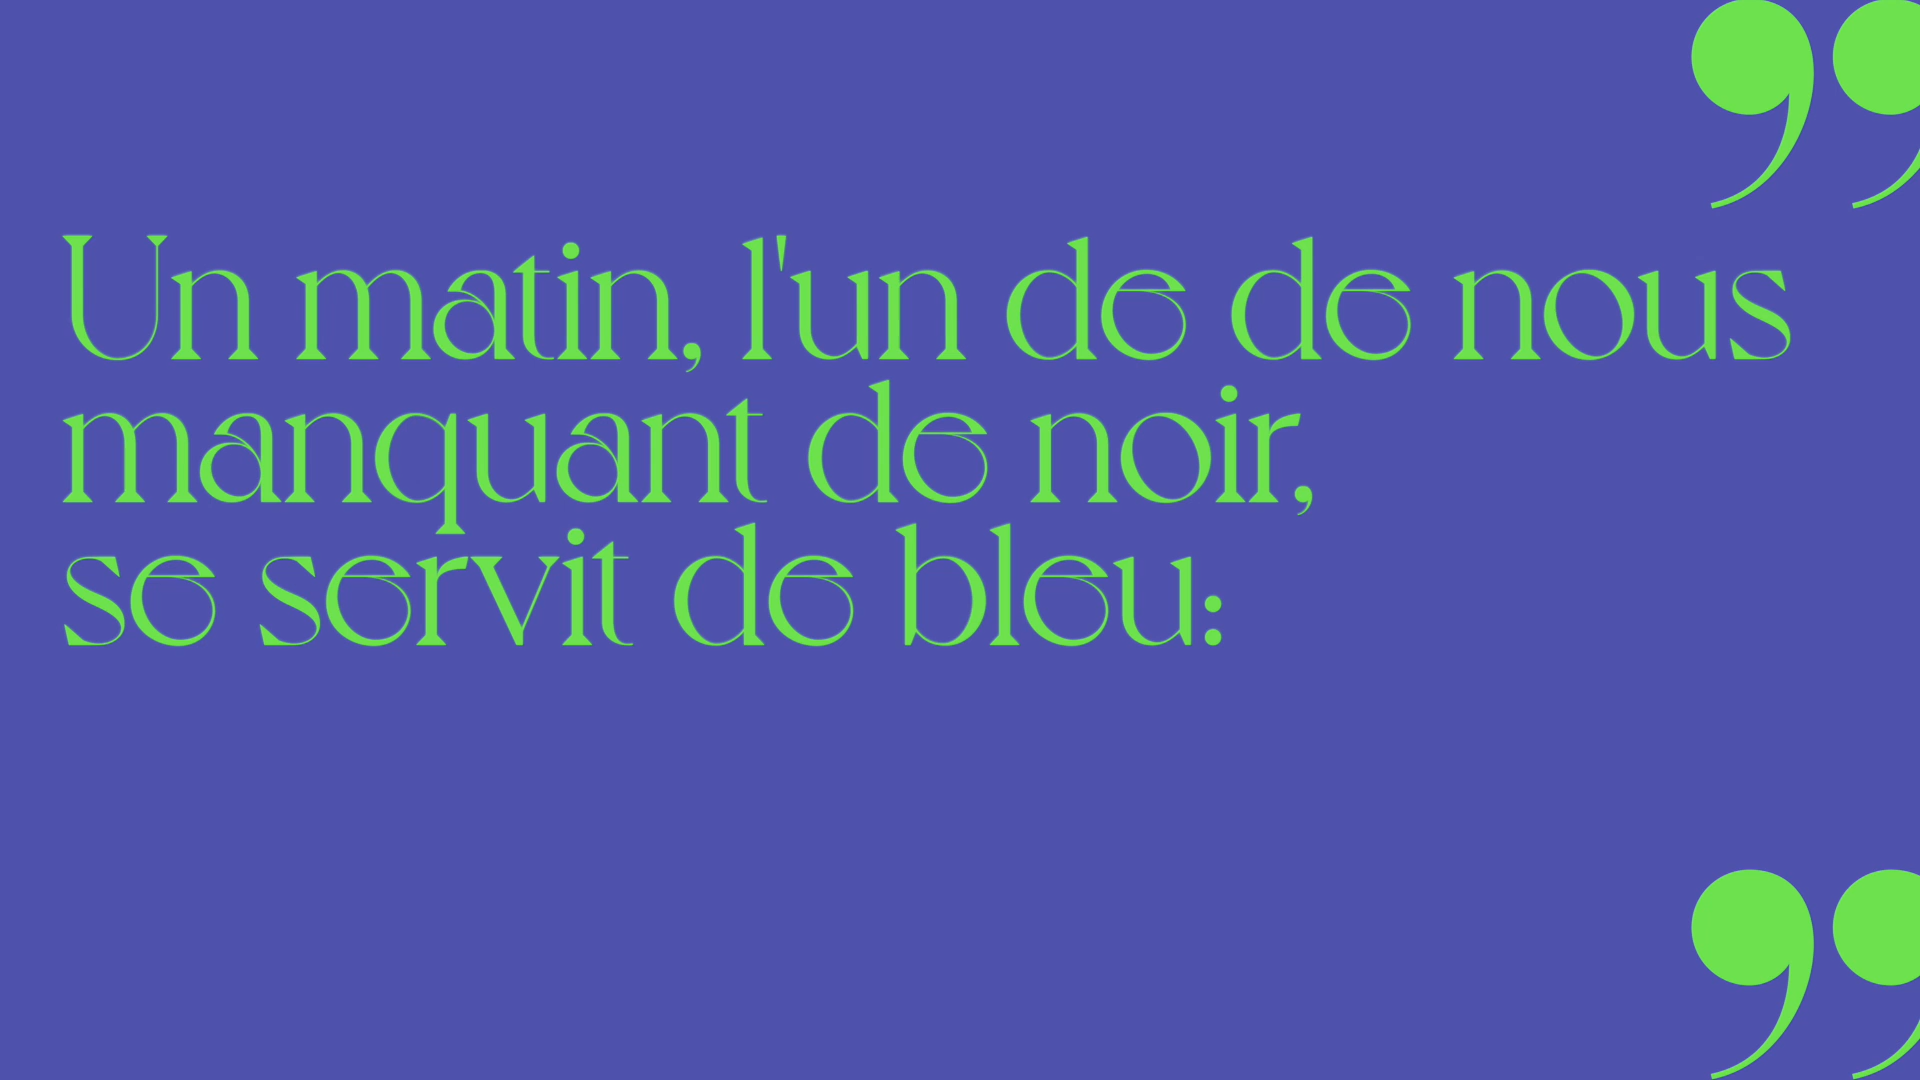 Un matin, l'un de de nous
manquant de noir,
se servit de bleu: